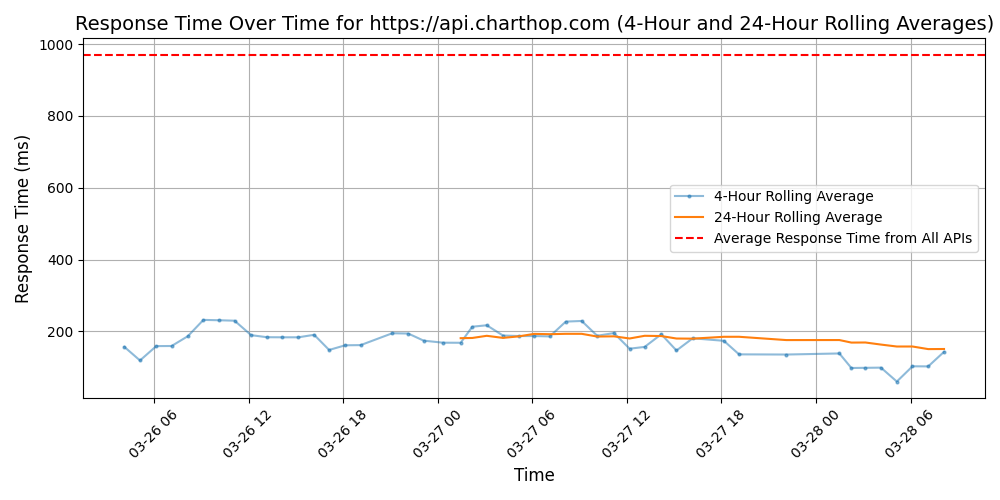 Response Time Over Time for https://api.charthop.com (4-Hour and 24-Hour Rolling Averages)
Response Time (ms)
1000
800
600
400
200
4-Hour Rolling Average
24-Hour Rolling Average
Average Response Time from All APIs
03-26 06
03-26 12
03-26 18
03-27 00
03-27 06
03-27 12
03-27 18
03-28 00
03-28 06
Time